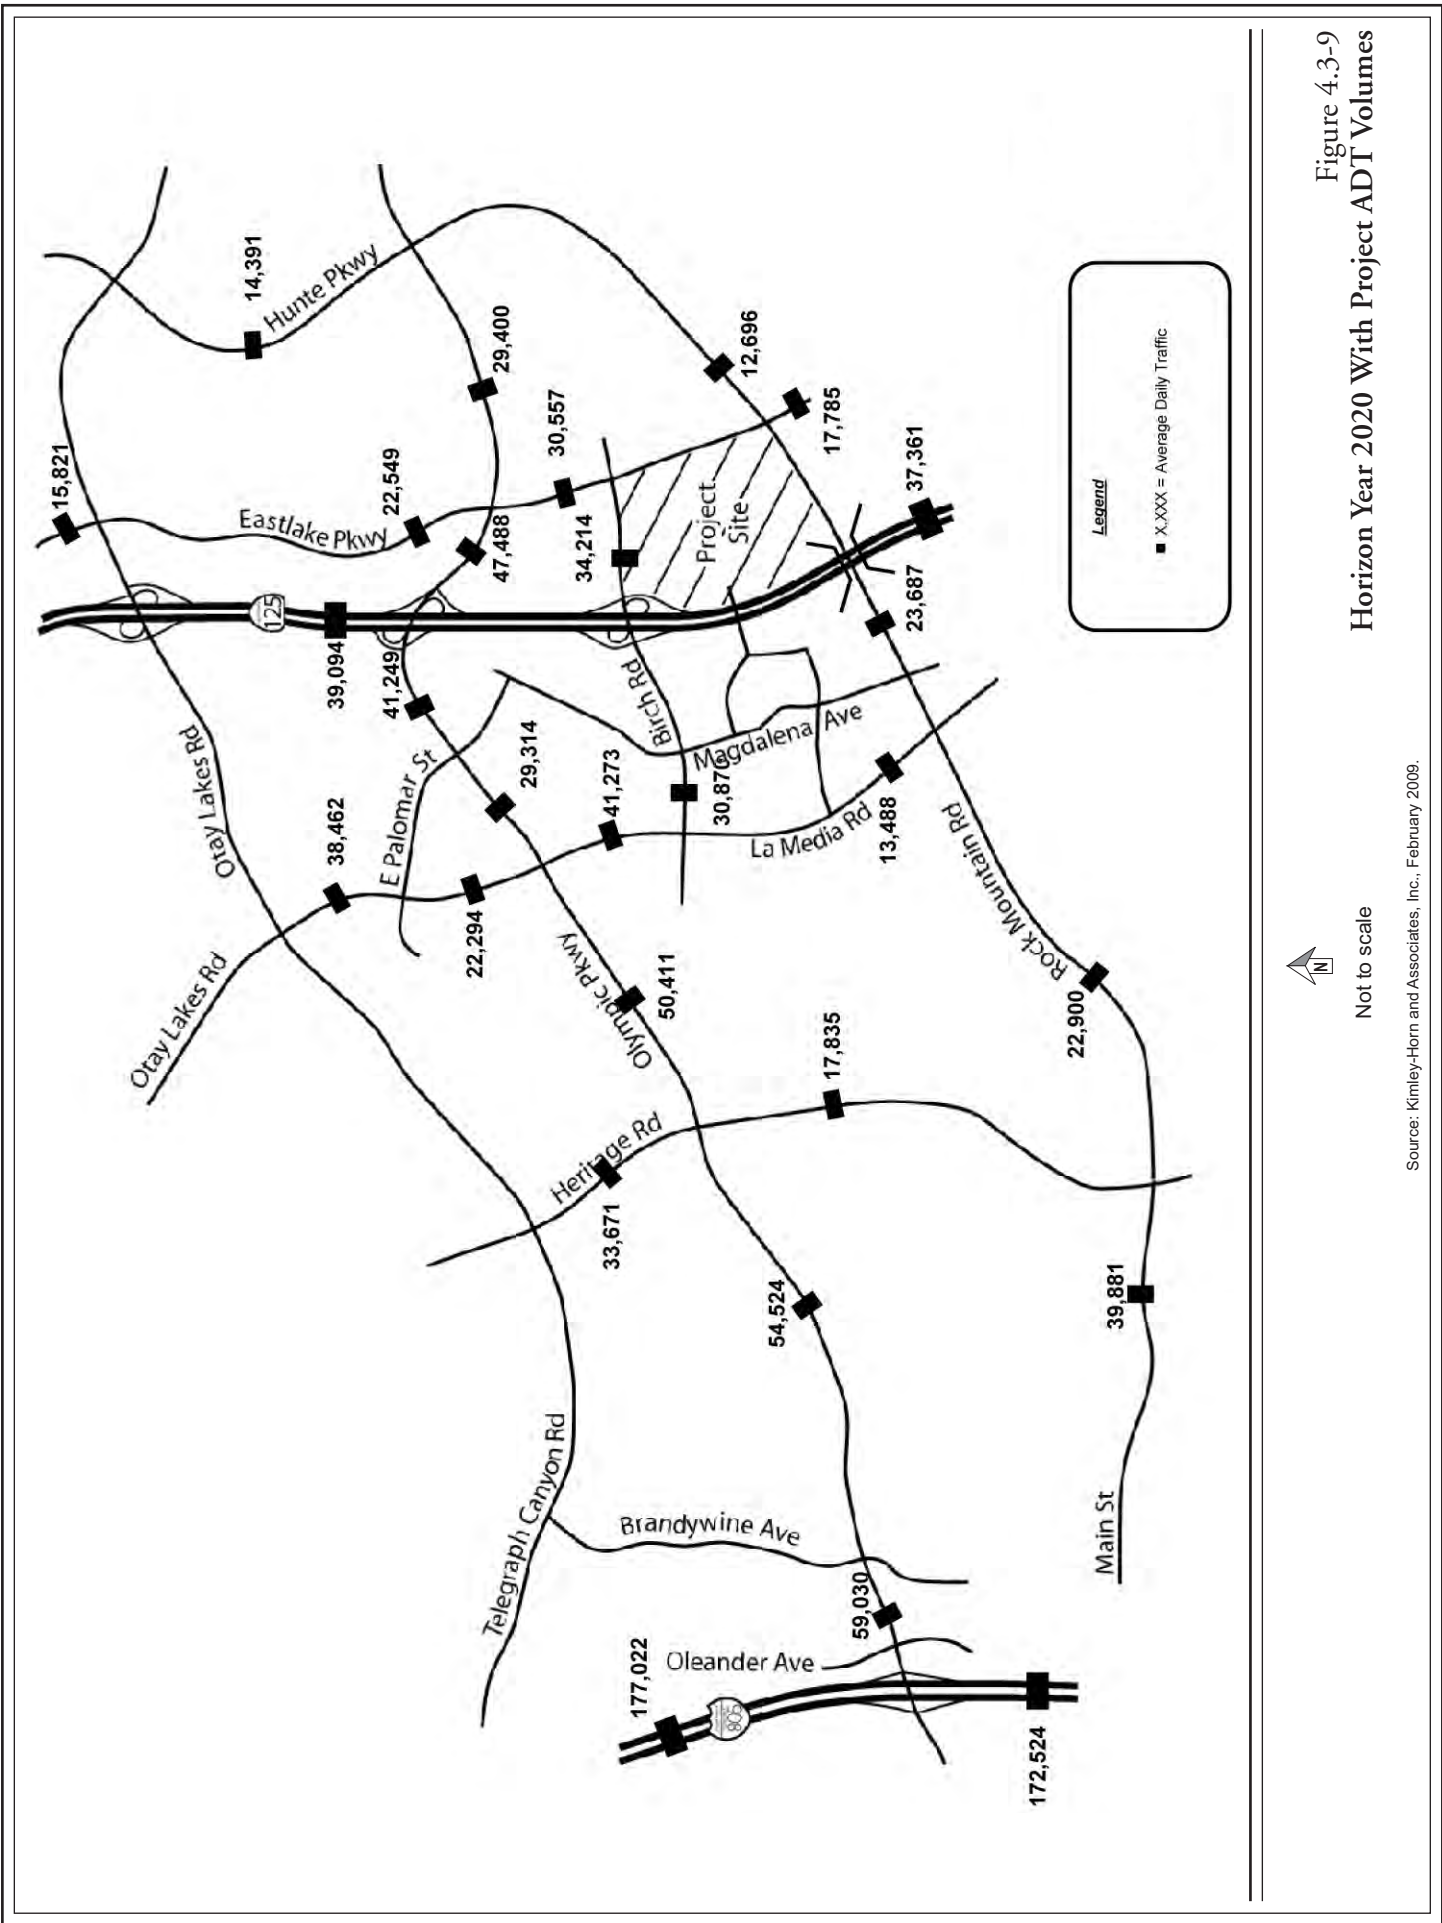 Figure 4.3-9
Horizon Year 2020 With Project ADT Volumes
15,821
14,391
Hunte Pkwy
29,400
22,549
Eastlake Pkwy
30,557
47,488
34,214
12,696
17,785
37,361
Project
Site
23,687
125
39,094
41,249
Otay Lakes Rd
38,462
E Palomar St
29,314
41,273
Birch Rd
Magdalena Ave
La Media Rd
13,488
Rock Mountain Rd
Otay Lakes Rd
22,294
Olympic Pkwy
50,411
22,900
17,835
Heritage Rd
33,671
54,524
39,881
Telegraph Canyon Rd
Brandywine Ave
Main St
59,030
Oleander Ave
177,022
805
172,524
Legend
X,XXX = Average Daily Traffic
N
Not to scale
Source: Kimley-Horn and Associates, Inc., February 2009.